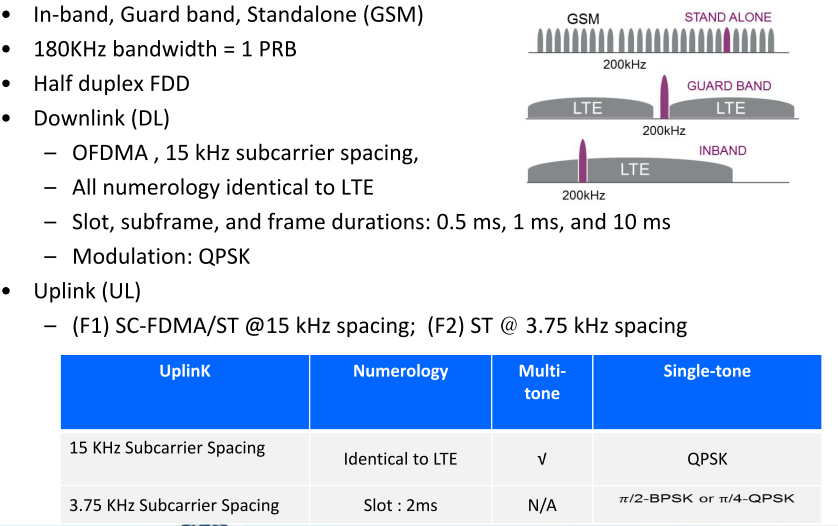 • In-band, Guard band, Standalone (GSM)
• 180KHz bandwidth = 1 PRB
• Half duplex FDD
• Downlink (DL)
– OFDMA , 15 kHz subcarrier spacing,
– All numerology identical to LTE
– Slot, subframe, and frame durations: 0.5 ms, 1 ms, and 10 ms
– Modulation: QPSK
• Uplink (UL)
– (F1) SC-FDMA/ST @15 kHz spacing; (F2) ST @ 3.75 kHz spacing
GSM STAND ALONE
200kHz
GUARD BAND
LTE LTE
200kHz
INBAND
LTE
200kHz
UplinK Numerology Multi- Single-tone
tone
15 KHz Subcarrier Spacing Identical to LTE √ QPSK
3.75 KHz Subcarrier Spacing Slot : 2ms N/A π/2-BPSK or π/4-QPSK